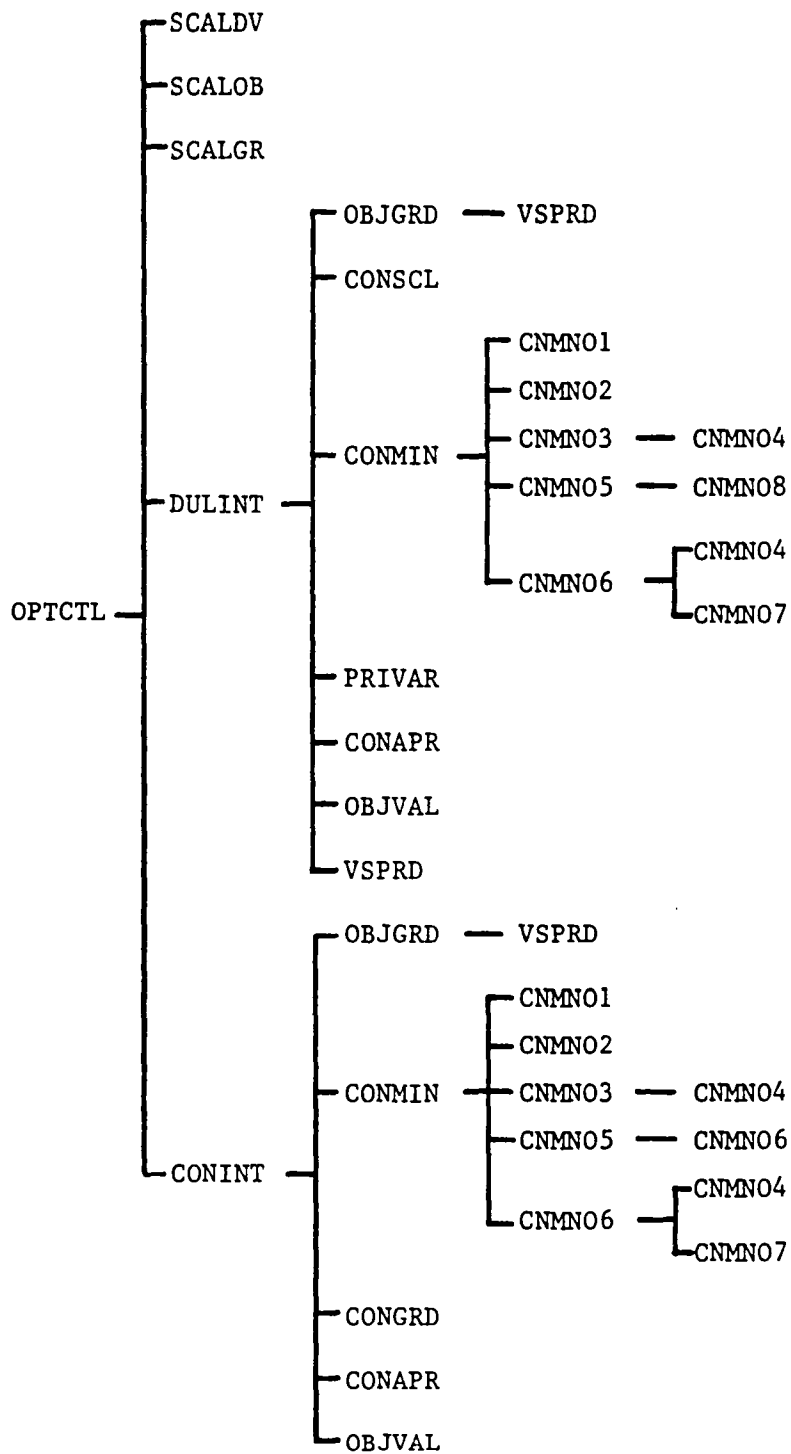 SCALDV
SCALOB
SCALGR
OBJGRD VSPRD
CONSCL
CNMNO1
CNMNO2
CNMNO3 CNMNO4
CONMIN
DULINT
CNMNO5 CNMNO8
CNMNO4
CNMNO6
CNMNO7
OPTCTL
PRIVAR
CONAPR
OBJVAL
VSPRD
OBJGRD VSPRD
CNMNO1
CNMNO2
CONMIN CNMNO3 CNMNO4
CNMNO5 CNMNO6
CONINT
CNMNO4
CNMNO6
CNMNO7
CONGRD
CONAPR
OBJVAL